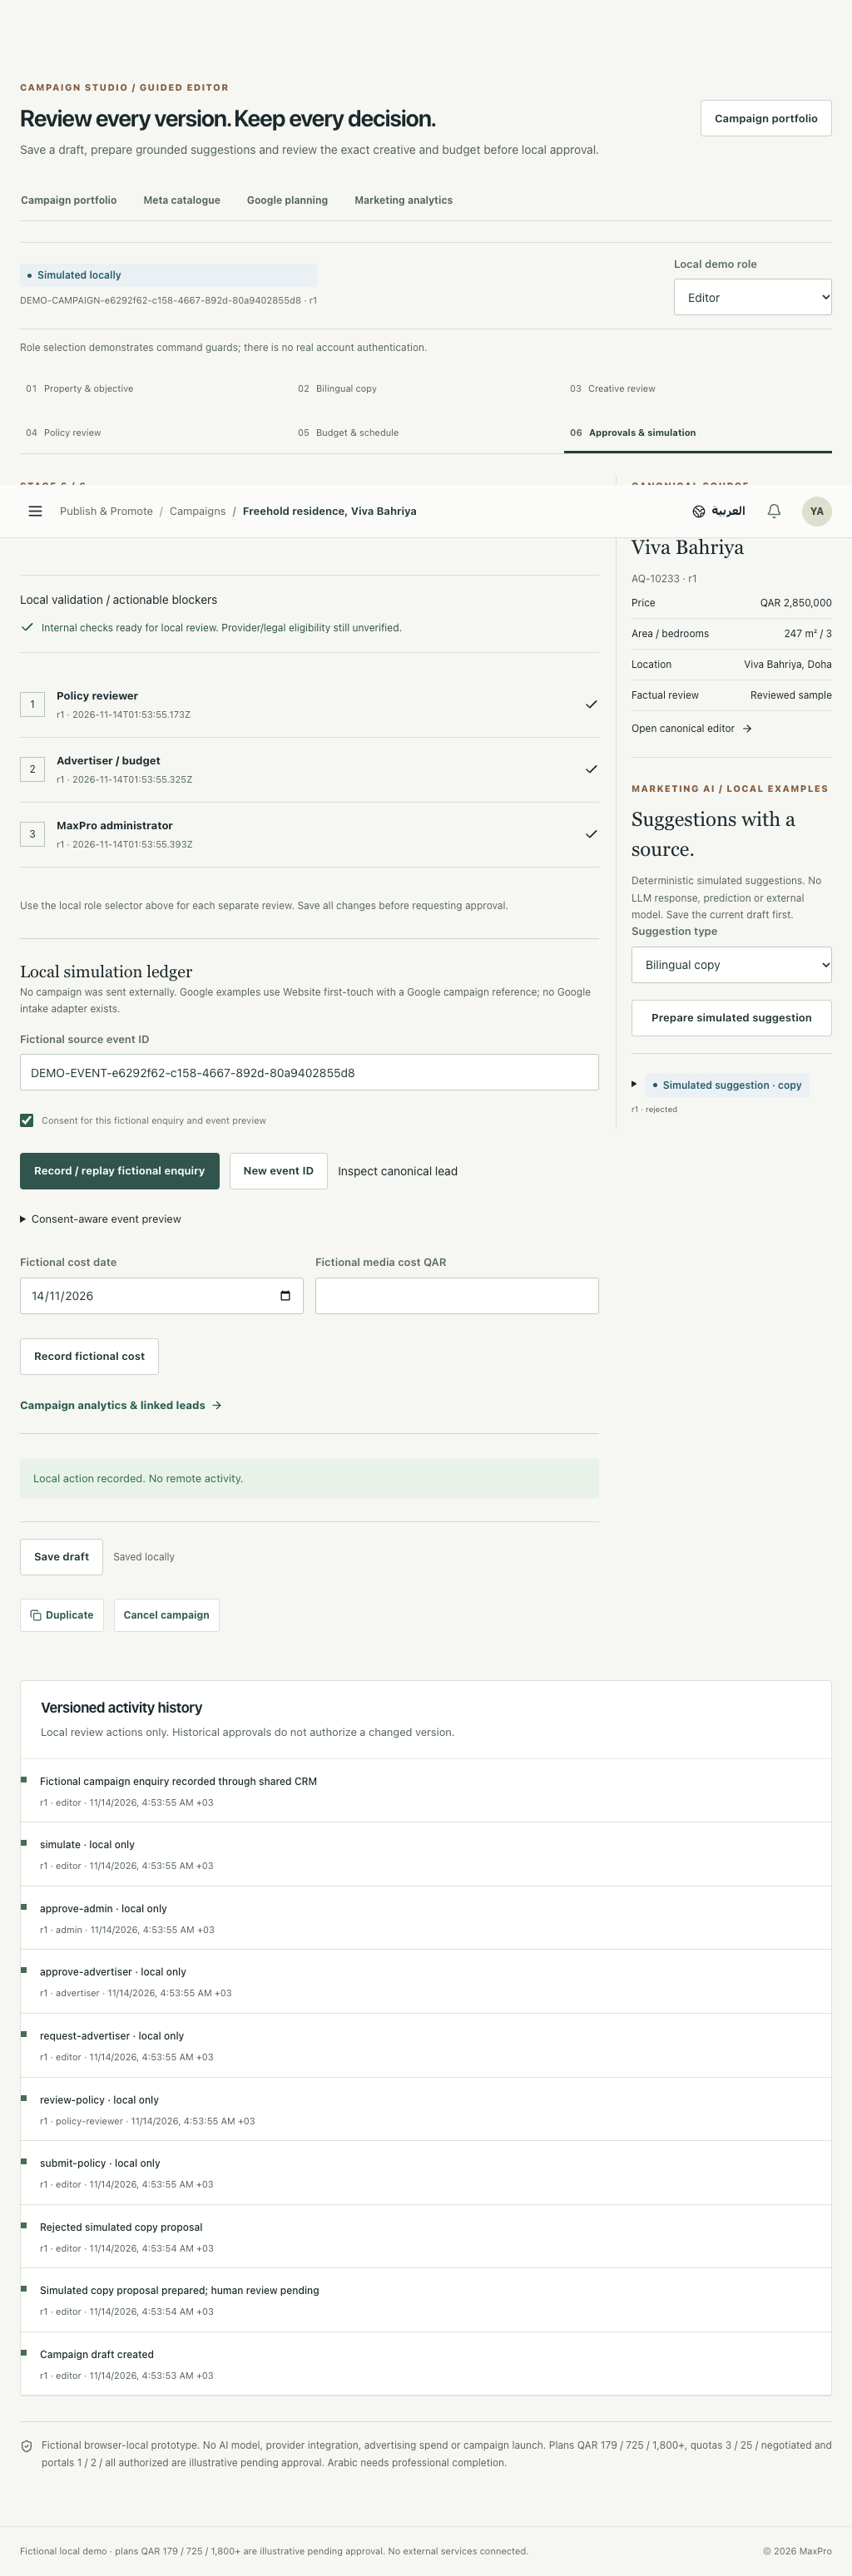 CAMPAIGN STUDIO / GUIDED EDITOR
Review every version. Keep every decision.
Save a draft, prepare grounded suggestions and review the exact creative and budget before local approval.
Campaign portfolio
Campaign portfolio
Meta catalogue
Google planning
Marketing analytics
Simulated locally
DEMO-CAMPAIGN-e6292f62-c158-4667-892d-80a9402855d8 · r1
Local demo role
Editor
Role selection demonstrates command guards; there is no real account authentication.
01 Property & objective
02 Bilingual copy
03 Creative review
04 Policy review
05 Budget & schedule
06 Approvals & simulation
Publish & Promote / Campaigns / Freehold residence, Viva Bahriya
العربية
YA
Local validation / actionable blockers
Internal checks ready for local review. Provider/legal eligibility still unverified.
1
Policy reviewer
r1 · 2026-11-14T01:53:55.173Z
2
Advertiser / budget
r1 · 2026-11-14T01:53:55.325Z
3
MaxPro administrator
r1 · 2026-11-14T01:53:55.393Z
Use the local role selector above for each separate review. Save all changes before requesting approval.
Local simulation ledger
No campaign was sent externally. Google examples use Website first-touch with a Google campaign reference; no Google
intake adapter exists.
Fictional source event ID
DEMO-EVENT-e6292f62-c158-4667-892d-80a9402855d8
Consent for this fictional enquiry and event preview
Record / replay fictional enquiry
New event ID
Inspect canonical lead
Consent-aware event preview
Fictional cost date
14/11/2026
Fictional media cost QAR
Record fictional cost
Campaign analytics & linked leads
Local action recorded. No remote activity.
Save draft
Saved locally
Duplicate
Cancel campaign
Viva Bahriya
AQ-10233 · r1
Price QAR 2,850,000
Area / bedrooms 247 m² / 3
Location Viva Bahriya, Doha
Factual review Reviewed sample
Open canonical editor
MARKETING AI / LOCAL EXAMPLES
Suggestions with a
source.
Deterministic simulated suggestions. No
LLM response, prediction or external
model. Save the current draft first.
Suggestion type
Bilingual copy
Prepare simulated suggestion
Simulated suggestion · copy
r1 · rejected
Versioned activity history
Local review actions only. Historical approvals do not authorize a changed version.
Fictional campaign enquiry recorded through shared CRM
r1 · editor · 11/14/2026, 4:53:55 AM +03
simulate · local only
r1 · editor · 11/14/2026, 4:53:55 AM +03
approve-admin · local only
r1 · admin · 11/14/2026, 4:53:55 AM +03
approve-advertiser · local only
r1 · advertiser · 11/14/2026, 4:53:55 AM +03
request-advertiser · local only
r1 · editor · 11/14/2026, 4:53:55 AM +03
review-policy · local only
r1 · policy-reviewer · 11/14/2026, 4:53:55 AM +03
submit-policy · local only
r1 · editor · 11/14/2026, 4:53:55 AM +03
Rejected simulated copy proposal
r1 · editor · 11/14/2026, 4:53:54 AM +03
Simulated copy proposal prepared; human review pending
r1 · editor · 11/14/2026, 4:53:54 AM +03
Campaign draft created
r1 · editor · 11/14/2026, 4:53:53 AM +03
Fictional browser-local prototype. No AI model, provider integration, advertising spend or campaign launch. Plans QAR 179 / 725 / 1,800+, quotas 3 / 25 / negotiated and
portals 1 / 2 / all authorized are illustrative pending approval. Arabic needs professional completion.
Fictional local demo · plans QAR 179 / 725 / 1,800+ are illustrative pending approval. No external services connected.
© 2026 MaxPro